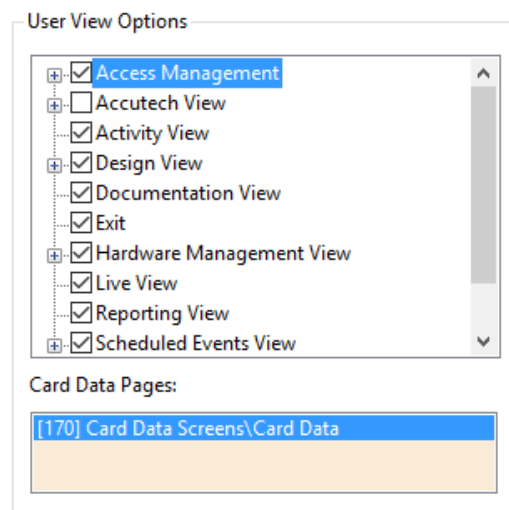 User View Options
Access Management
Accutech View
Activity View
Design View
Documentation View
Exit
Hardware Management View
Live View
Reporting View
Scheduled Events View
Card Data Pages:
[170] Card Data Screens\Card Data